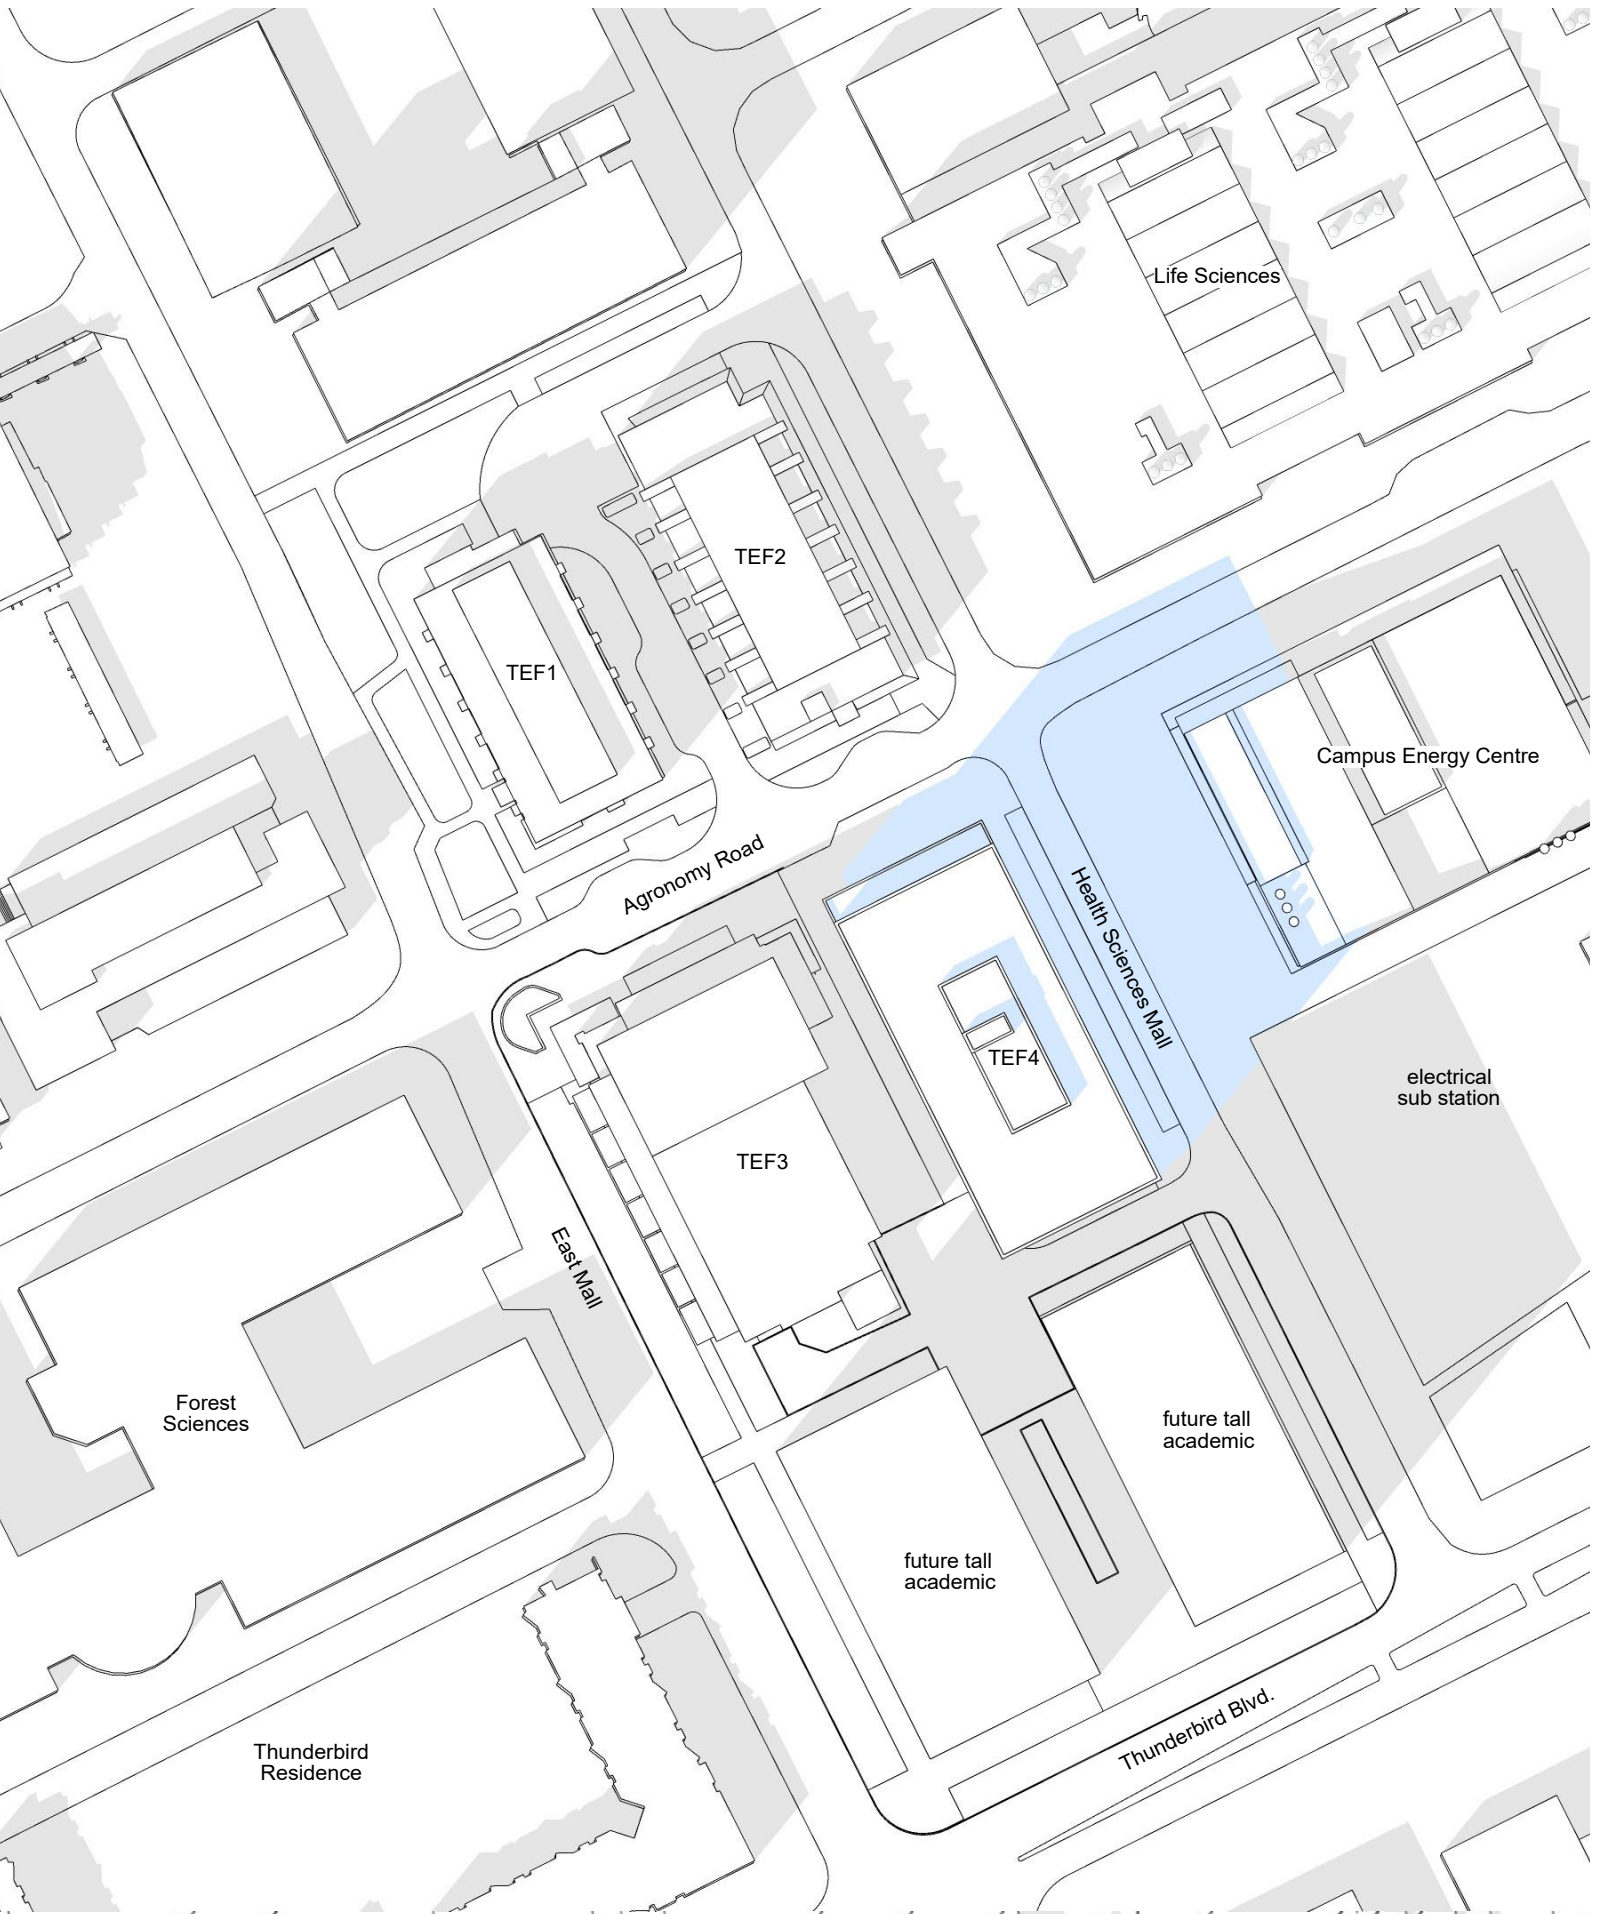 Life Sciences
TEF2
TEF1
Campus Energy Centre
Agronomy Road
Health Sciences Mall
TEF4
electrical
sub station
TEF3
East Mall
Forest
Sciences
future tall
academic
future tall
academic
Thunderbird Blvd.
Thunderbird
Residence